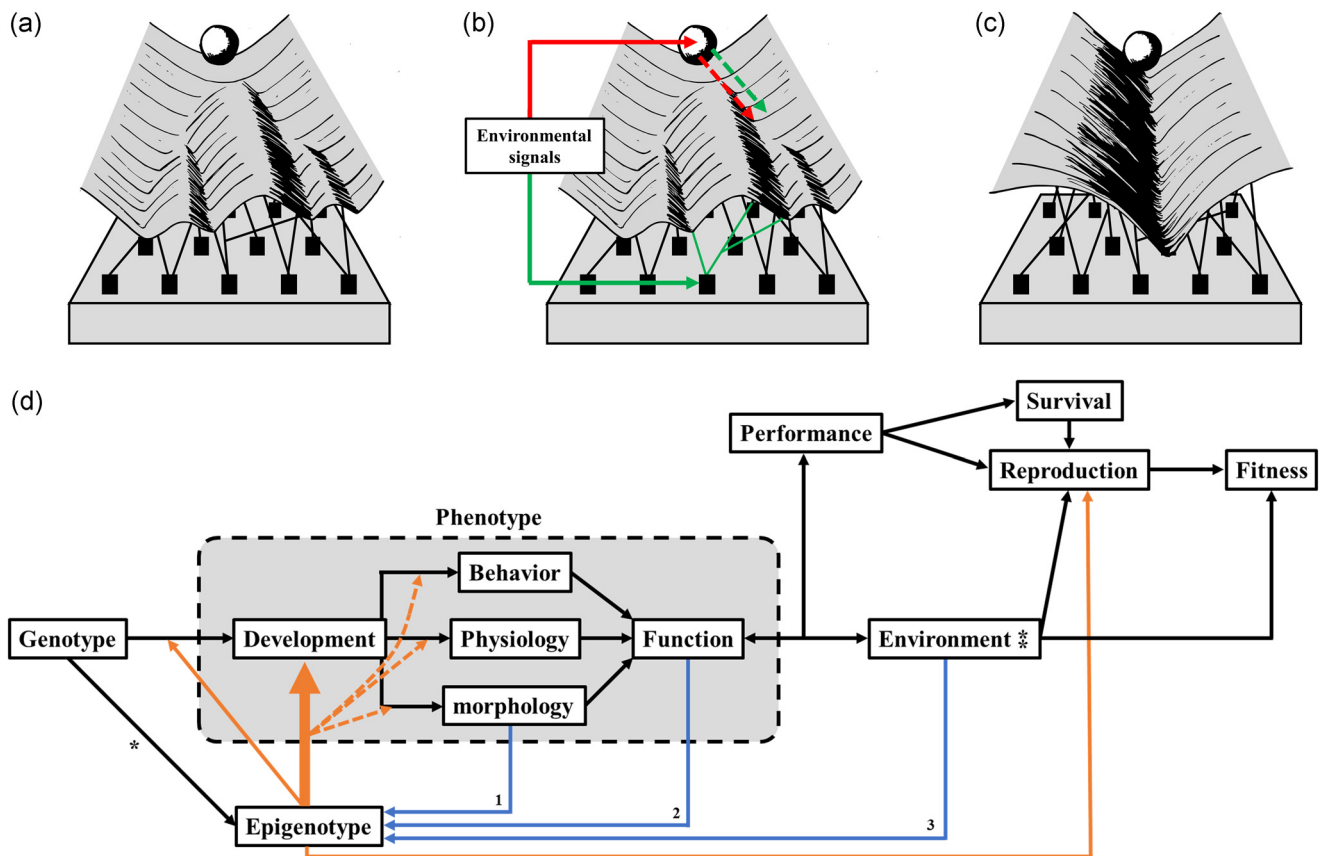 (a)
(b)
(c)
Environmental
signals
(d)
Survival
Performance
Reproduction
Fitness
Phenotype
Behavior
Genotype
Development
Physiology
Function
Environment **
morphology
*
1
2
3
Epigenotype